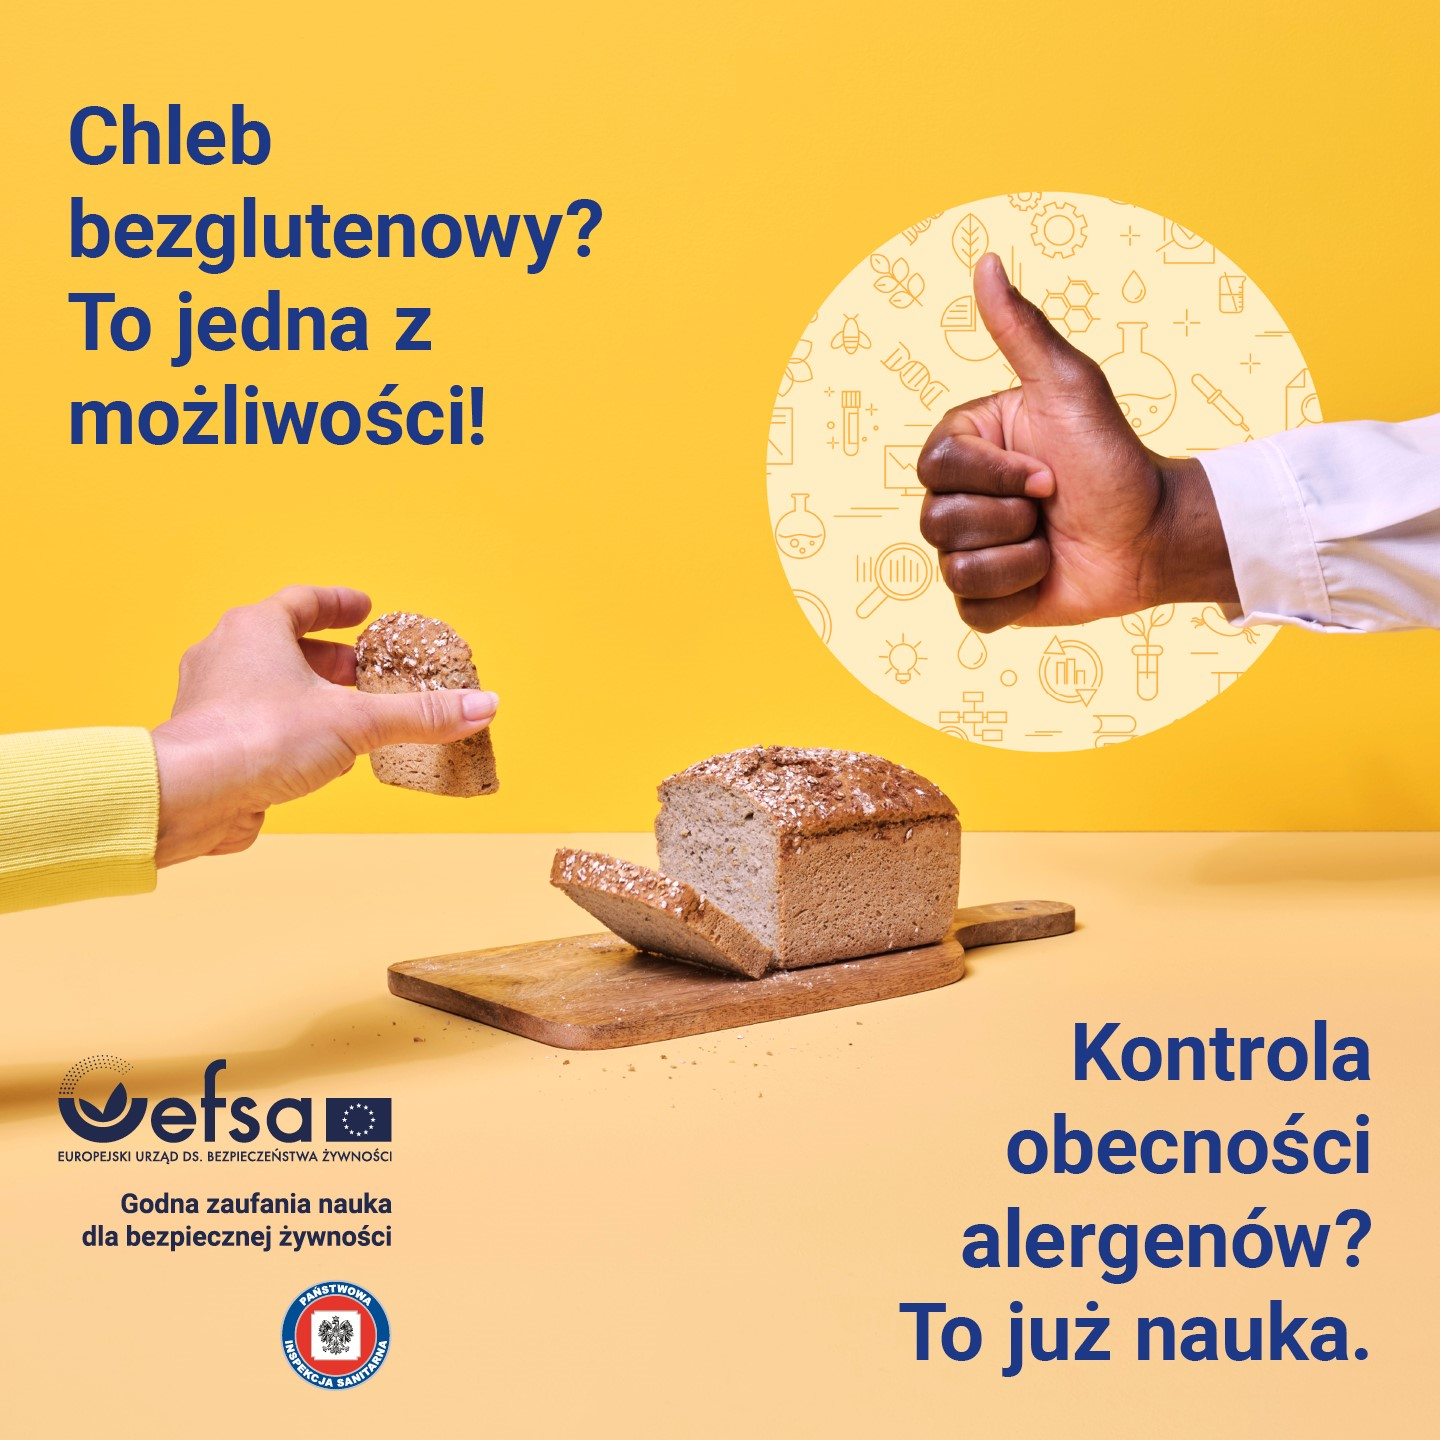 Chleb
bezglutenowy?
To jedna z
możliwości!
efsa
EUROPEJSKI URZĄD DS. BEZPIECZEŃSTWA ŻYWNOŚCI
Godna zaufania nauka
dla bezpiecznej żywności
PAŃSTWOWA
INSPEKCJA SANITARNA
Kontrola
obecności
alergenów?
To już nauka.